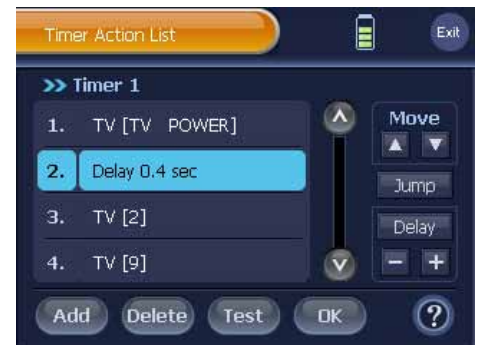 Timer Action List
Exit
>> Timer 1
1. TV [TV POWER]
2. Delay 0.4 sec
3. TV [2]
4. TV [9]
Move
Jump
Delay
− +
Add Delete Test OK ?